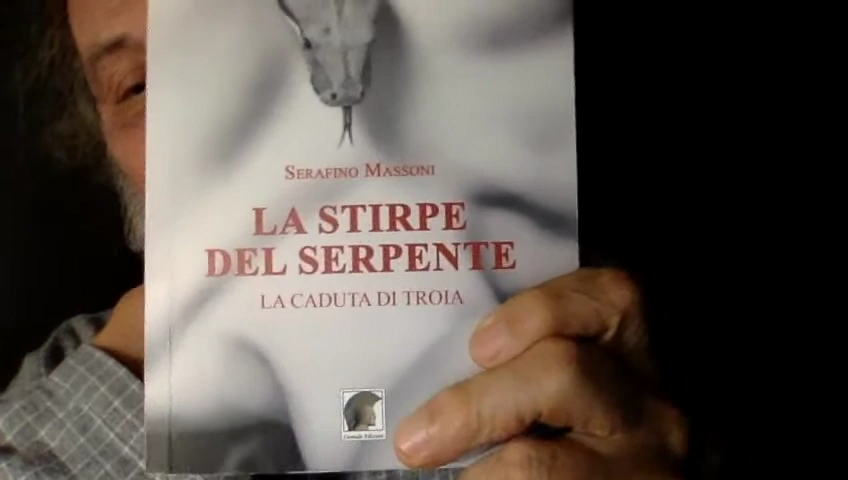 SERAFINO MASSONI
LA STIRPE
DEL SERPENTE
LA CADUTA DI TROIA